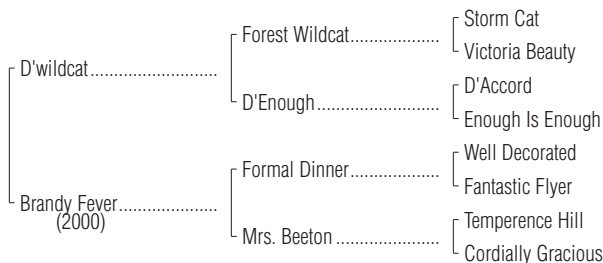 Storm Cat
Forest Wildcat....................
Victoria Beauty
D'wildcat............................
D'Accord
D'Enough...........................
Enough Is Enough
Well Decorated
Formal Dinner....................
Fantastic Flyer
Brandy Fever.....................
(2000)
Temperence Hill
Mrs. Beeton.......................
Cordially Gracious